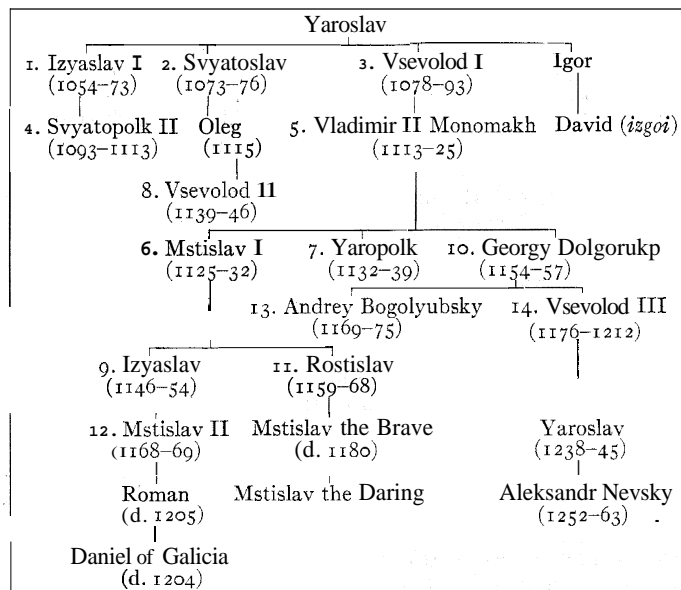 Yaroslav
1. Izyaslav I 2. Svyatoslav 3. Vsevolod I Igor
(1054–73) (1073–76) (1078–93)
4. Svyatopolk II Oleg 5. Vladimir II Monomakh David (izgoi)
(1093–1113) (1115) (1113–25)
8. Vsevolod 11
(1139–46)
6. Mstislav I 7. Yaropolk 10. Georgy Dolgorukp
(1125–32) (1132–39) (1154–57)
13. Andrey Bogolyubsky 14. Vsevolod III
(1169–75) (1176–1212)
9. Izyaslav 11. Rostislav
(1146–54) (1159–68)
12. Mstislav II Mstislav the Brave Yaroslav
(1168–69) (d. 1180) (1238–45)
Roman Mstislav the Daring Aleksandr Nevsky
(d. 1205) (1252–63)
Daniel of Galicia
(d. 1204)